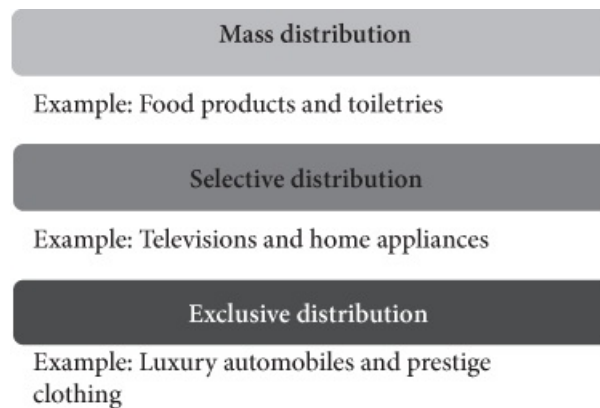 Mass distribution
Example: Food products and toiletries
Selective distribution
Example: Televisions and home appliances
Exclusive distribution
Example: Luxury automobiles and prestige
clothing